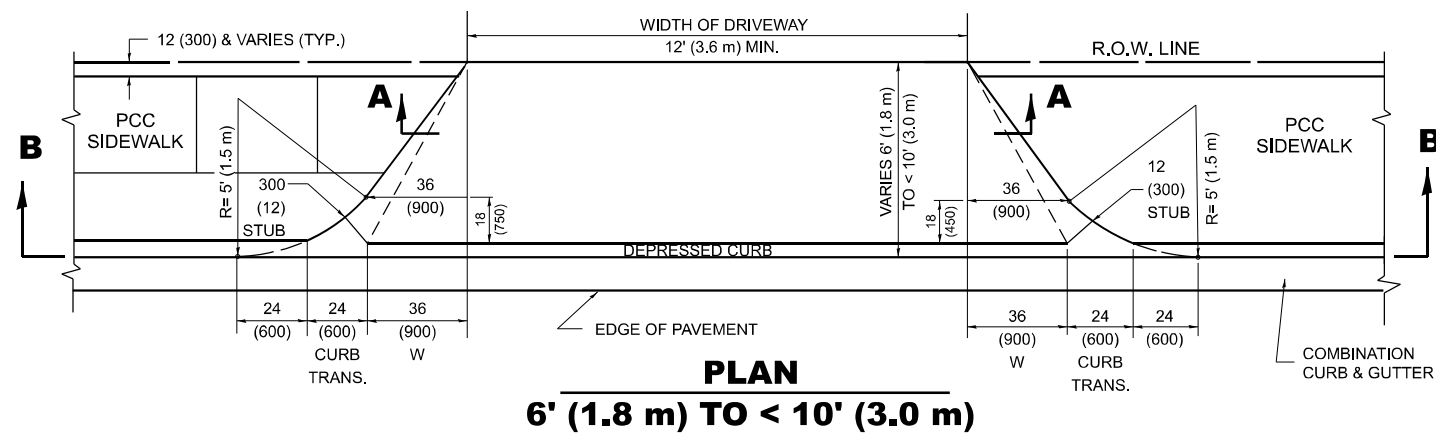 12 (300) & VARIES (TYP.)
WIDTH OF DRIVEWAY
12' (3.6 m) MIN.
R.O.W. LINE
A
A
PCC
SIDEWALK
PCC
SIDEWALK
B
B
R= 5' (1.5 m)
300
(12)
STUB
36
(900)
18
(750)
VARIES 6' (1.8 m)
TO < 10' (3.0 m)
36
(900)
18
(450)
12
(300)
STUB
R= 5' (1.5 m)
DEPRESSED CURB
24
(600)
24
(600)
CURB
TRANS.
36
(900)
W
EDGE OF PAVEMENT
36
(900)
W
24
(600)
CURB
TRANS.
24
(600)
COMBINATION
CURB & GUTTER
PLAN
6' (1.8 m) TO < 10' (3.0 m)